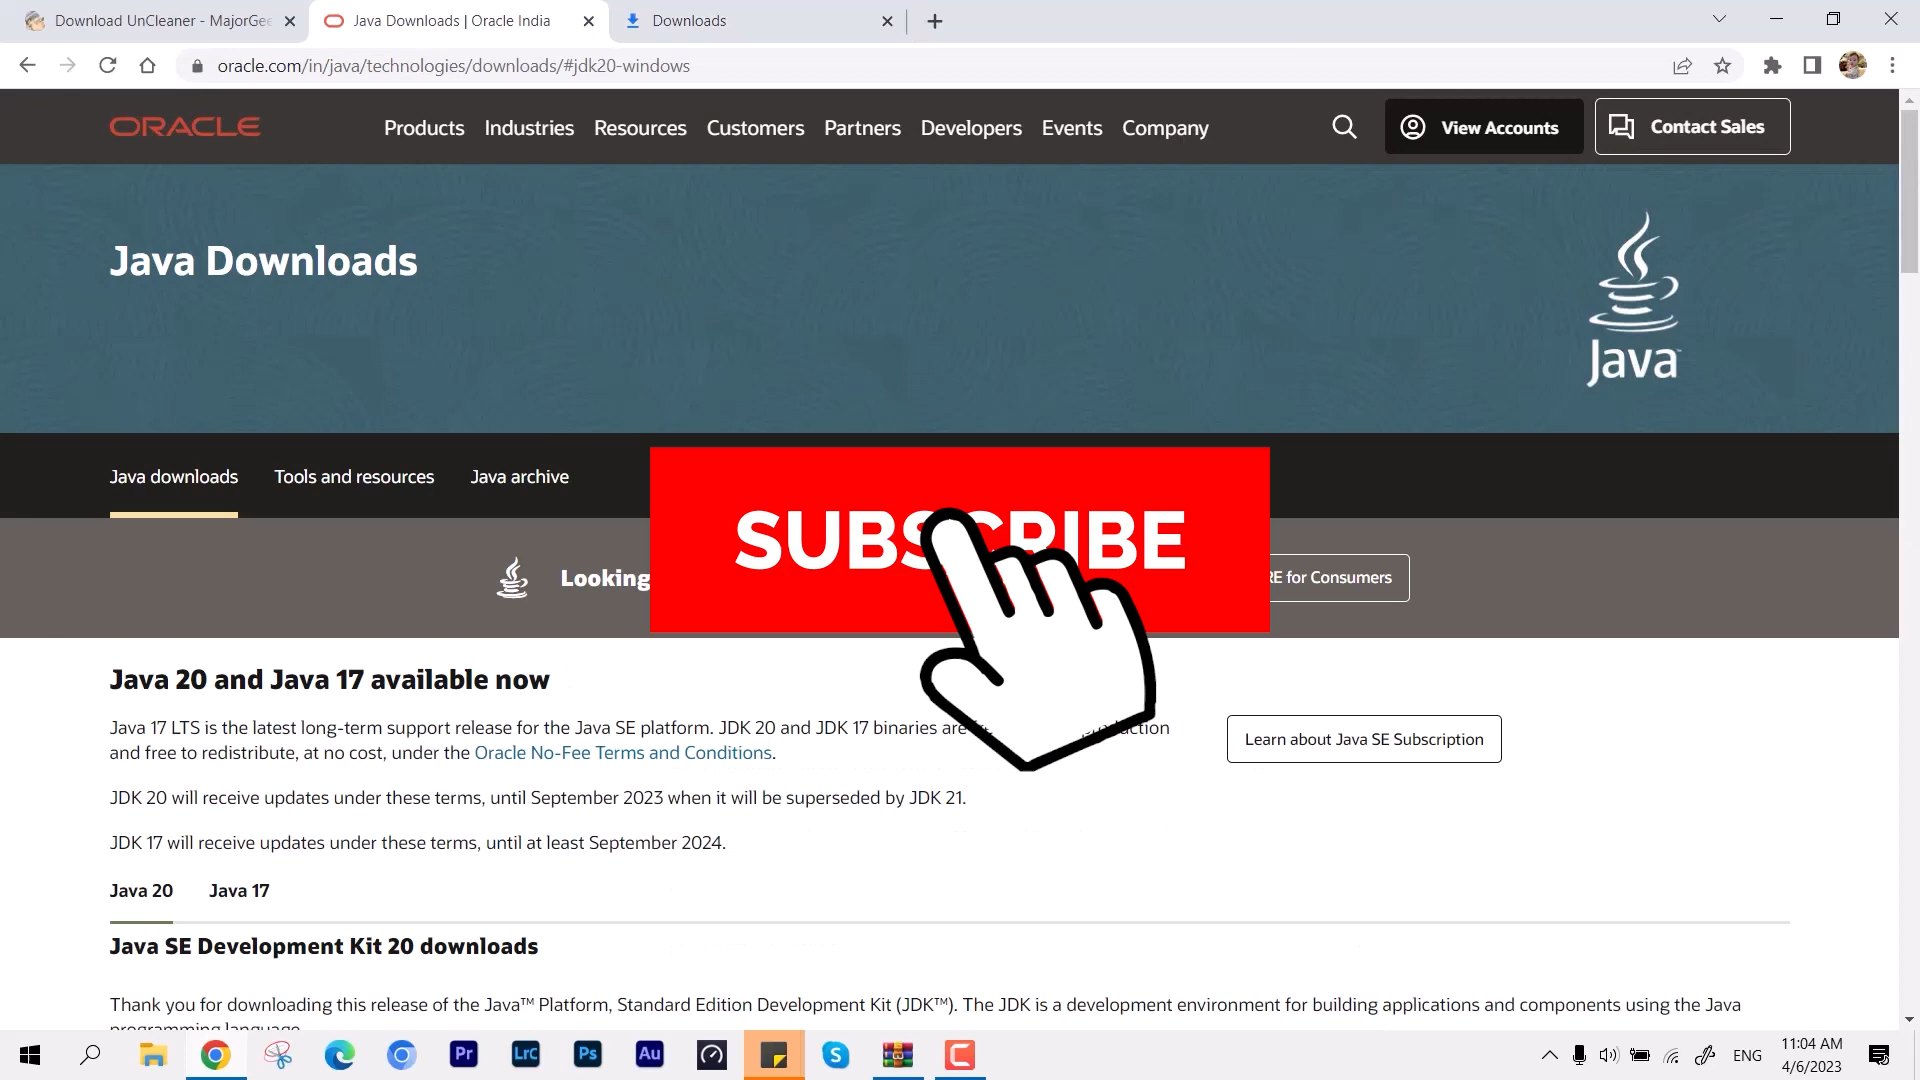 Download UnCleaner - MajorGee
Java Downloads | Oracle India
Downloads
oracle.com/in/java/technologies/downloads/#jdk20-windows
ORACLE
Products Industries Resources Customers Partners Developers Events Company
View Accounts
Contact Sales
Java Downloads
Java
Java downloads Tools and resources Java archive
SUBSCRIBE
Looking
RE for Consumers
Java 20 and Java 17 available now
Java 17 LTS is the latest long-term support release for the Java SE platform. JDK 20 and JDK 17 binaries are
and free to redistribute, at no cost, under the Oracle No-Fee Terms and Conditions.
Learn about Java SE Subscription
JDK 20 will receive updates under these terms, until September 2023 when it will be superseded by JDK 21.
JDK 17 will receive updates under these terms, until at least September 2024.
Java 20 Java 17
Java SE Development Kit 20 downloads
Thank you for downloading this release of the Java™ Platform, Standard Edition Development Kit (JDK™). The JDK is a development environment for building applications and components using the Java
programming language.
Pr LrC Ps Au S C
ENG
11:04 AM
4/6/2023